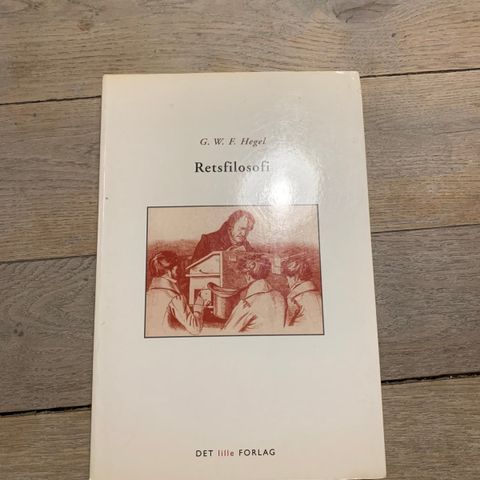 G. W. F. Hegel
Retsfilosofi
DET lille FORLAG